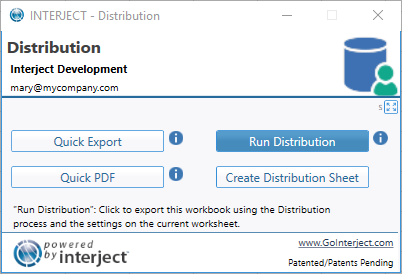 INTERJECT - Distribution
Distribution
Interject Development
mary@mycompany.com
s
Quick Export
Run Distribution
Quick PDF
Create Distribution Sheet
"Run Distribution": Click to export this workbook using the Distribution
process and the settings on the current worksheet.
powered
by interject™
www.GoInterject.com
Patented/Patents Pending